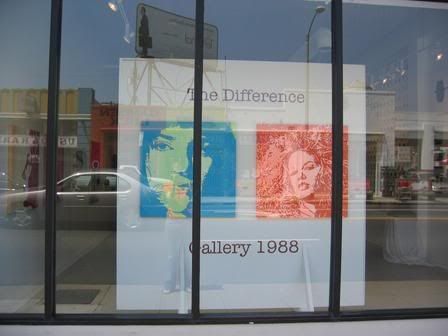 The Difference
Gallery 1988